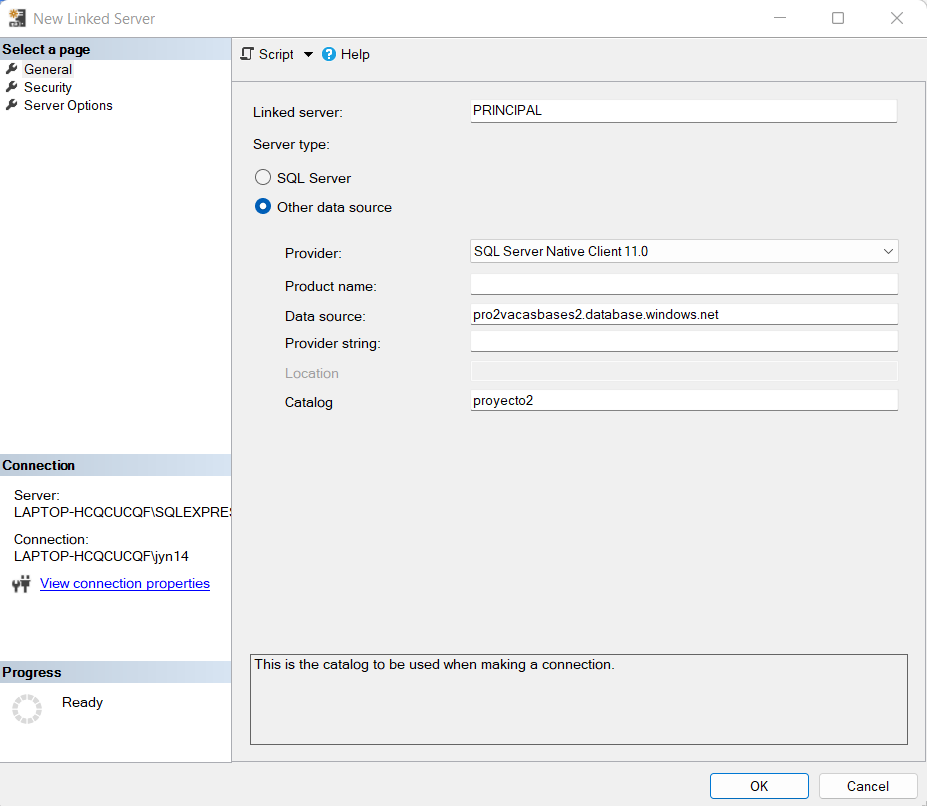 New Linked Server
Select a page
General
Security
Server Options
Script
Help
Linked server:
PRINCIPAL
Server type:
SQL Server
Other data source
Provider:
SQL Server Native Client 11.0
Product name:
Data source:
pro2vacasbases2.database.windows.net
Provider string:
Location
Catalog
proyecto2
Connection
Server:
LAPTOP-HCQCUCQF\SQLEXPRES
Connection:
LAPTOP-HCQCUCQF\jyn14
View connection properties
Progress
Ready
This is the catalog to be used when making a connection.
OK
Cancel